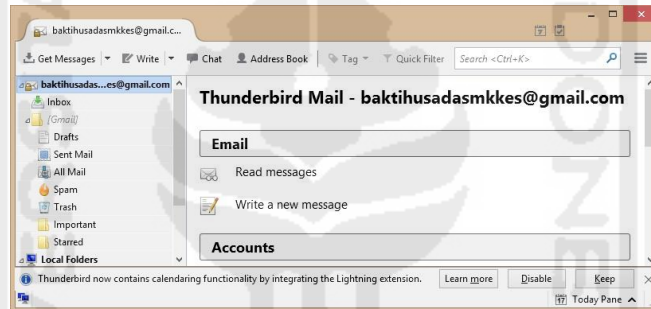 baktihusadasmkkes@gmail.c...
Get Messages Write Chat Address Book Tag Quick Filter Search <Ctrl+K>
baktihusadas...es@gmail.com
Inbox
[Gmail]
Drafts
Sent Mail
All Mail
Spam
Trash
Important
Starred
Local Folders
Thunderbird Mail - baktihusadasmkkes@gmail.com
Email
Read messages
Write a new message
Accounts
Thunderbird now contains calendaring functionality by integrating the Lightning extension. Learn more Disable Keep
Today Pane